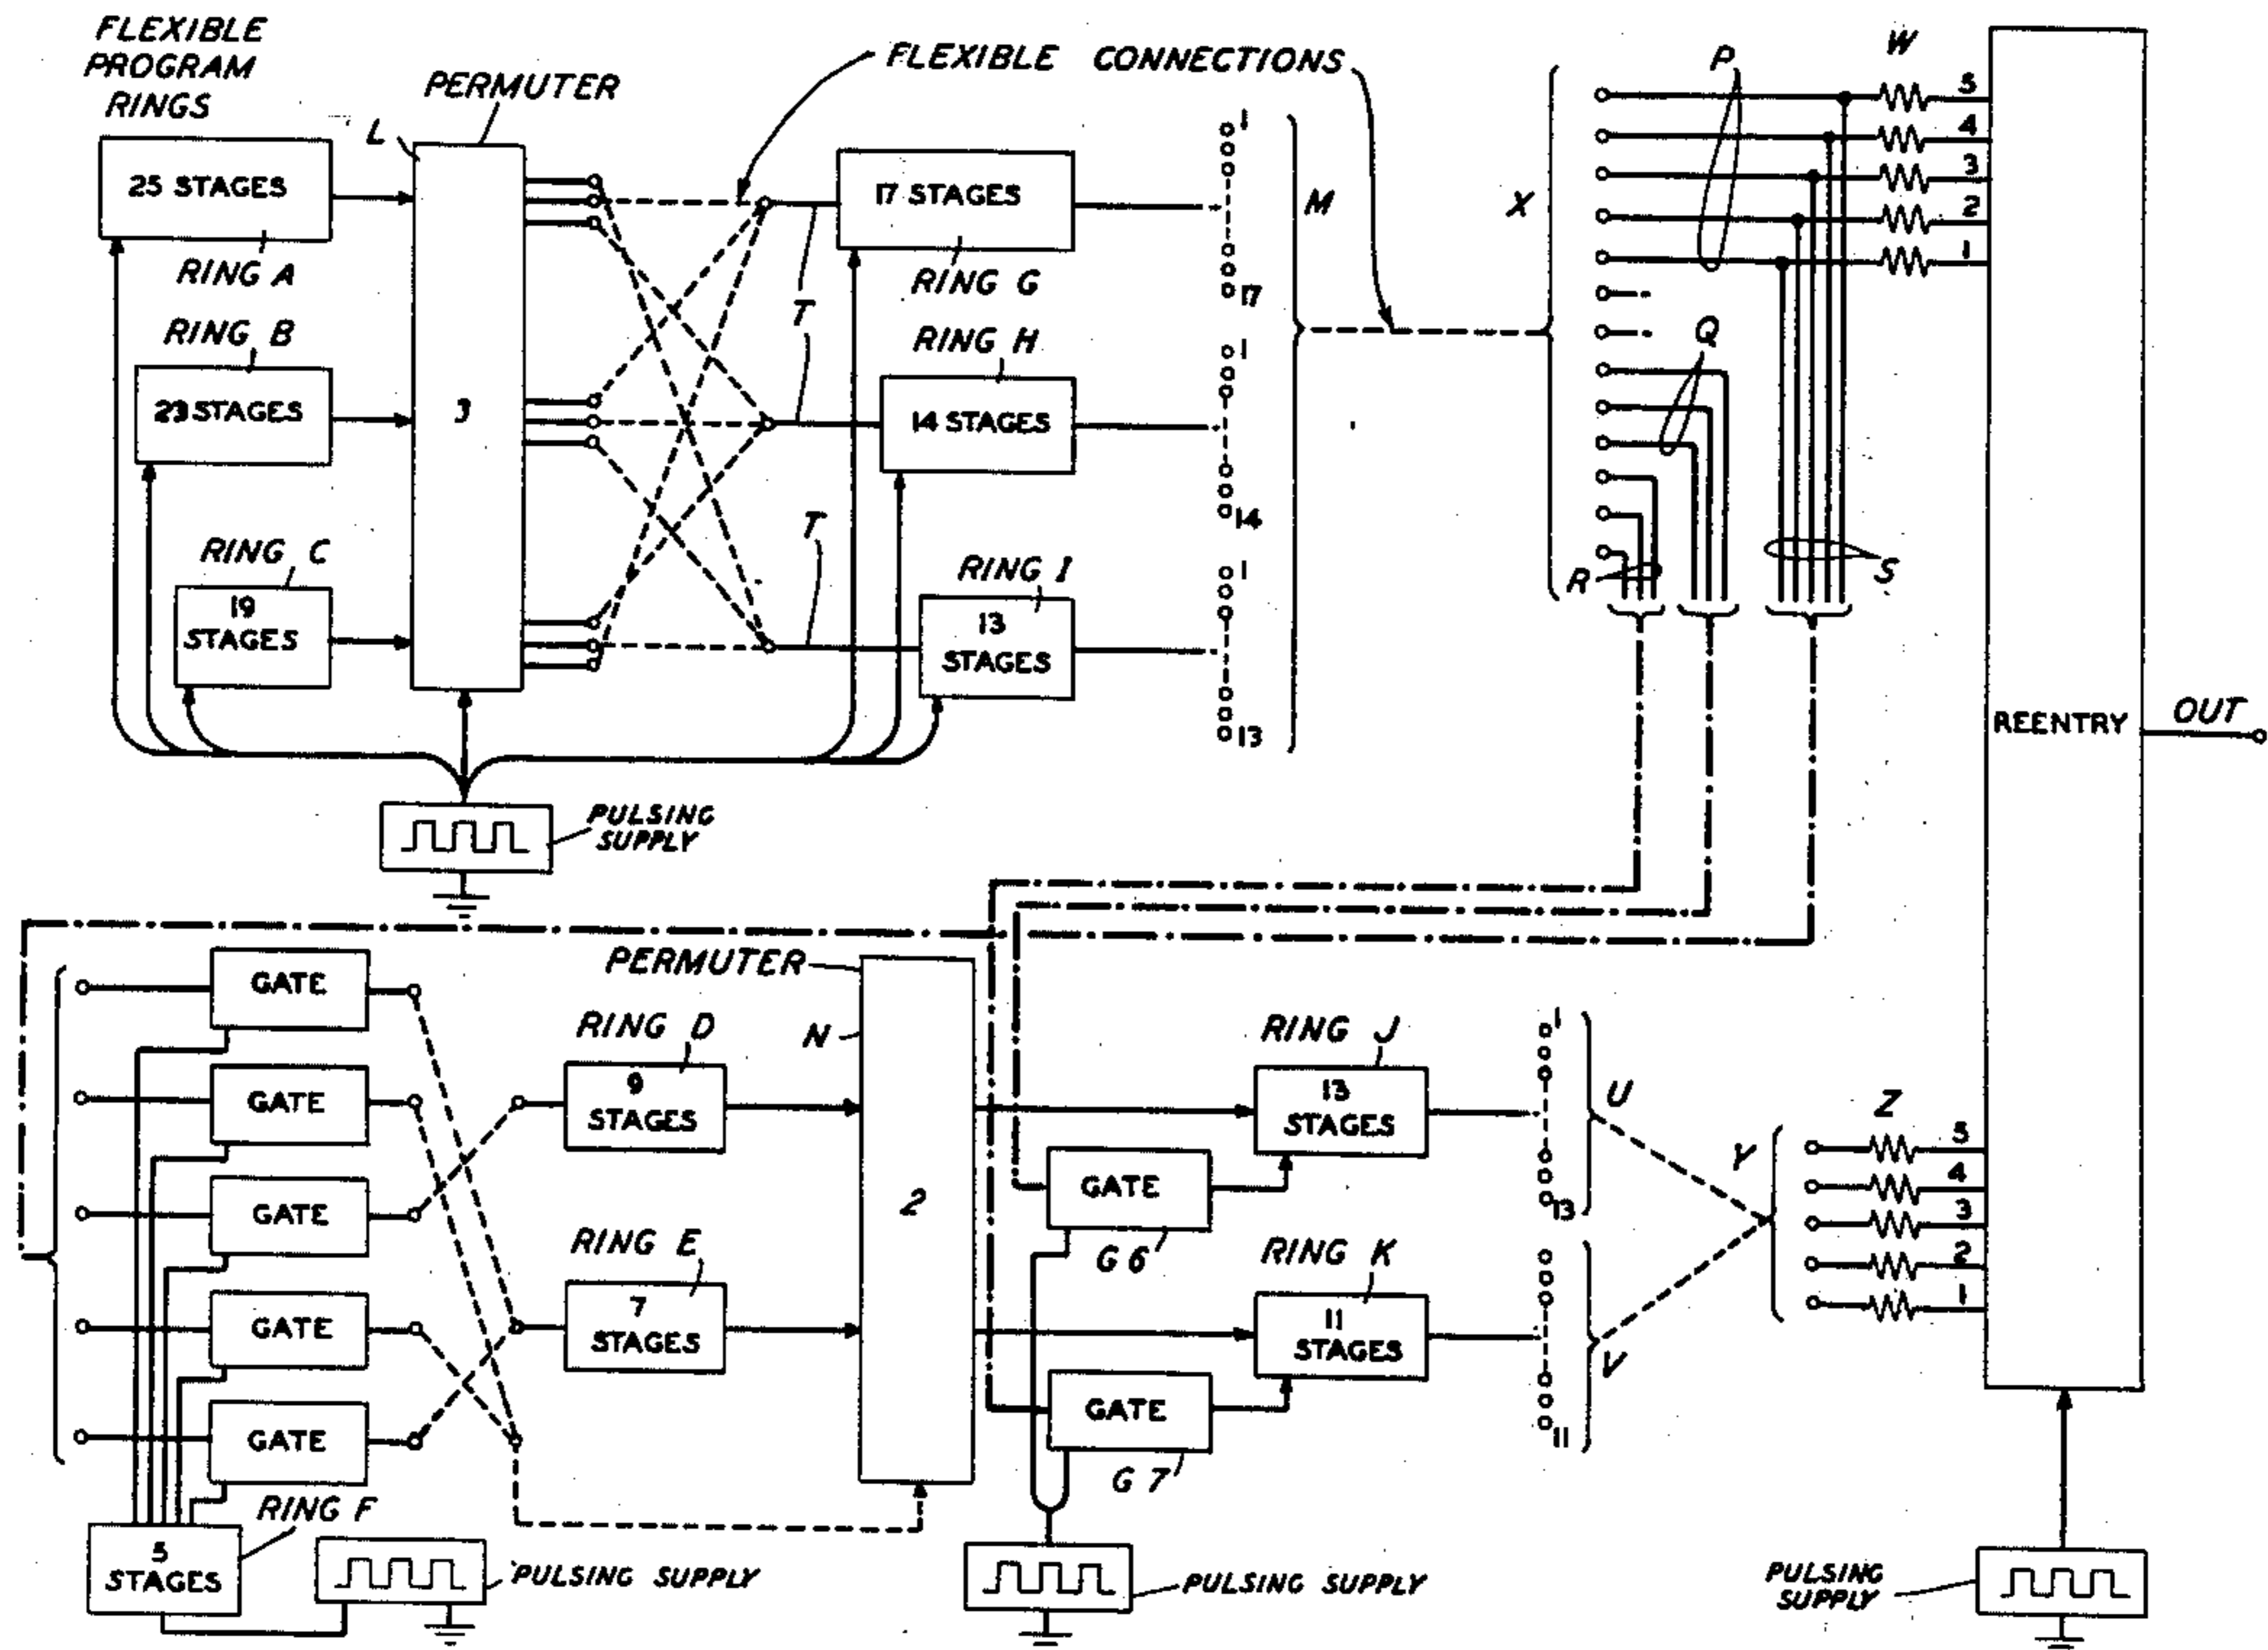 FLEXIBLE
PROGRAM
RINGS
PERMUTER
L
FLEXIBLE CONNECTIONS
25 STAGES
RING A
RING B
23 STAGES
RING C
19
STAGES
3
T
T
T
17 STAGES
RING G
RING H
14 STAGES
RING I
13
STAGES
1
17
1
14
1
13
M
X
P
Q
R
S
W
5
4
3
2
1
REENTRY
OUT
PULSING
SUPPLY
GATE
GATE
GATE
GATE
GATE
RING F
5
STAGES
PULSING SUPPLY
PERMUTER
N
2
RING D
9
STAGES
RING E
7
STAGES
RING J
13
STAGES
GATE
G 6
RING K
11
STAGES
GATE
G 7
PULSING SUPPLY
1
13
U
11
V
Y
Z
5
4
3
2
1
PULSING
SUPPLY